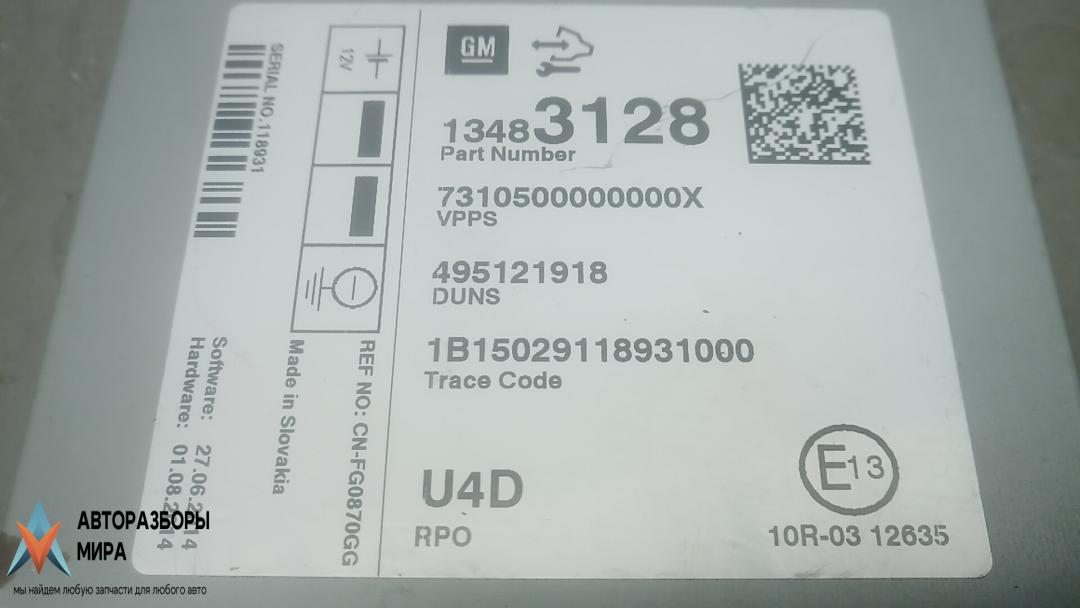 GM
13483128
Part Number
7310500000000X
VPPS
495121918
DUNS
1B15029118931000
Trace Code
U4D
RPO
E13
10R-03 12635
SERIAL NO.118931
12V
REF NO: CN-FG0870GG
Made in Slovakia
Software: 27.06.2014
Hardware: 01.08.2014
АВТОРАЗБОРЫ
МИРА
мы найдем любую запчасти для любого авто